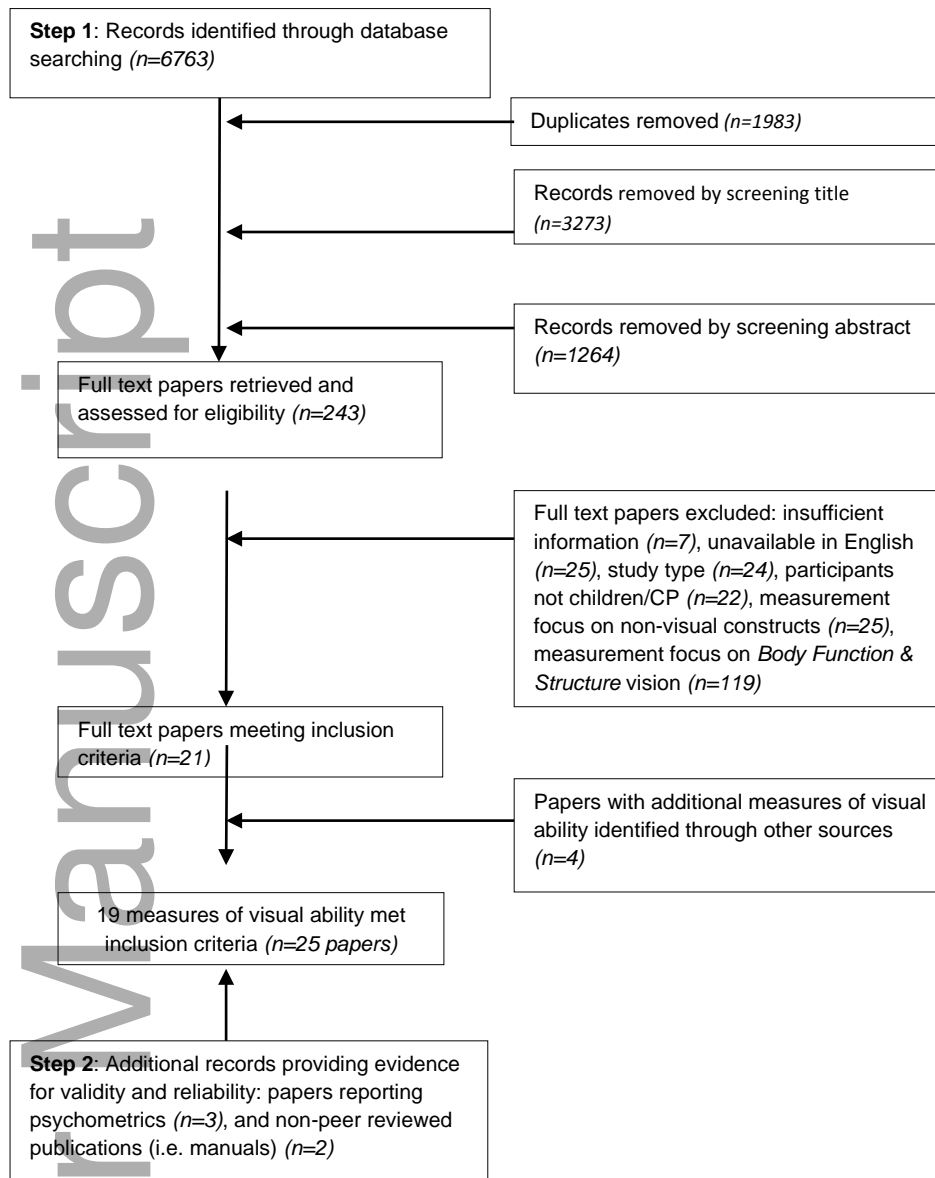 Step 1: Records identified through database
searching (n=6763)
Duplicates removed (n=1983)
Records removed by screening title
(n=3273)
Records removed by screening abstract
(n=1264)
Full text papers retrieved and
assessed for eligibility (n=243)
Full text papers excluded: insufficient
information (n=7), unavailable in English
(n=25), study type (n=24), participants
not children/CP (n=22), measurement
focus on non-visual constructs (n=25),
measurement focus on Body Function &
Structure vision (n=119)
Full text papers meeting inclusion
criteria (n=21)
Papers with additional measures of visual
ability identified through other sources
(n=4)
19 measures of visual ability met
inclusion criteria (n=25 papers)
Step 2: Additional records providing evidence
for validity and reliability: papers reporting
psychometrics (n=3), and non-peer reviewed
publications (i.e. manuals) (n=2)
r Manuscript